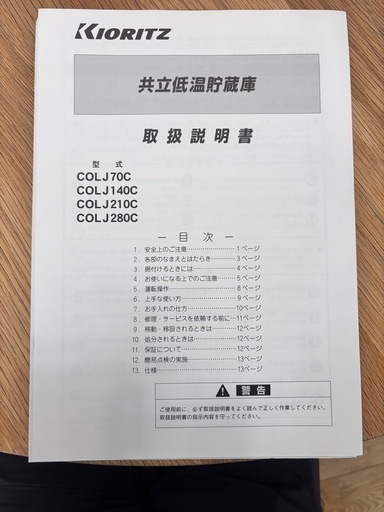 KIORITZ
共立低温貯蔵庫
取扱説明書
型式
COLJ70C
COLJ140C
COLJ210C
COLJ280C
― 目次 ―
1．安全上のご注意……………………1ページ
2．各部のなまえとはたらき…………3ページ
3．据付けるときには…………………4ページ
4．お使いになる上でのご注意………5ページ
5．運転操作……………………………8ページ
6．上手な使い方………………………9ページ
7．お手入れの仕方……………………10ページ
8．修理・サービスを依頼する前に…11ページ
9．移動・移設されるときは…………12ページ
10．処分されるときは…………………12ページ
11．保証について………………………12ページ
12．簡易点検の実施……………………13ページ
13．仕様…………………………………13ページ
警告
ご使用前に、必ず取扱説明書をよく読んで正しく作業してください。
取扱説明書の指示内容を守ってください。